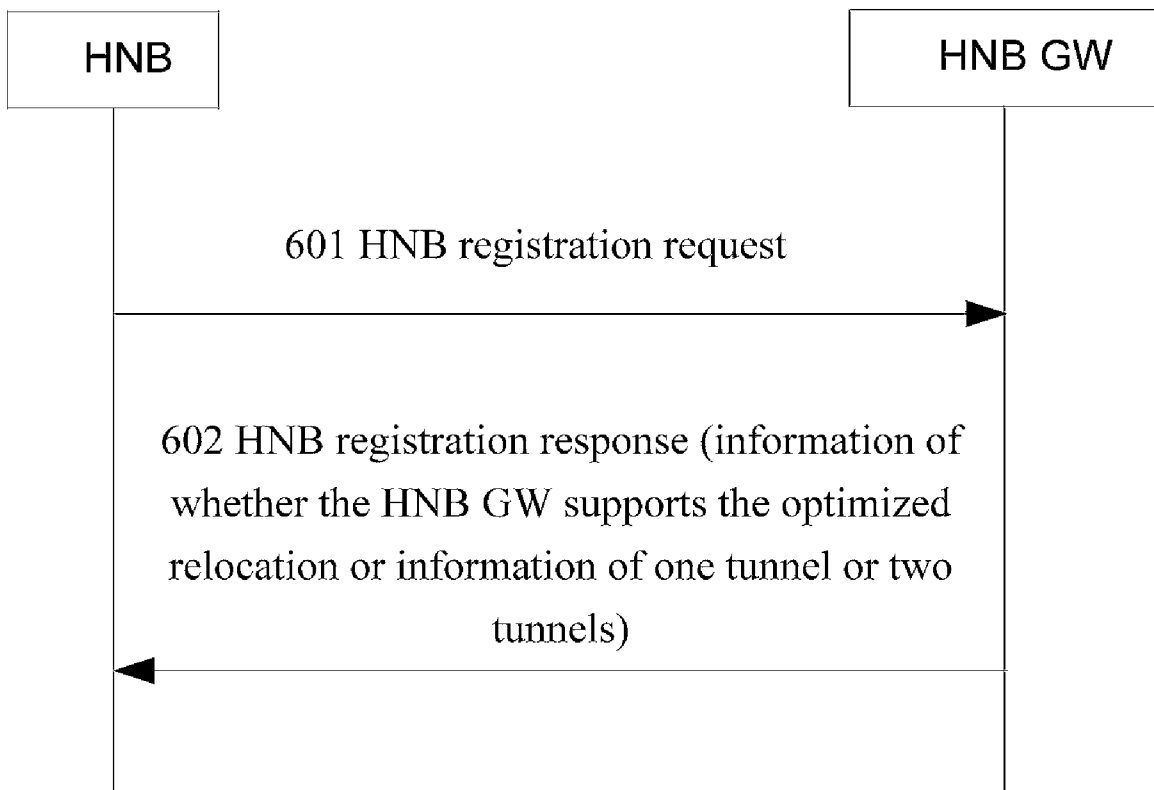 HNB
HNB GW
601 HNB registration request
602 HNB registration response (information of
whether the HNB GW supports the optimized
relocation or information of one tunnel or two
tunnels)